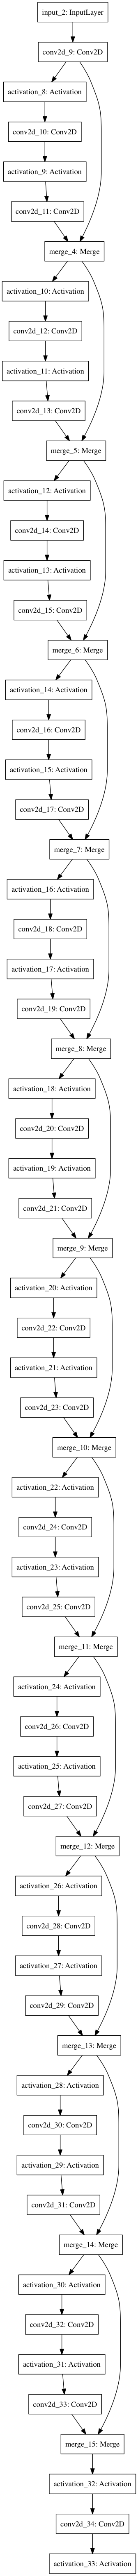 input_2: InputLayer
conv2d_9: Conv2D
activation_8: Activation
conv2d_10: Conv2D
activation_9: Activation
conv2d_11: Conv2D
merge_4: Merge
activation_10: Activation
conv2d_12: Conv2D
activation_11: Activation
conv2d_13: Conv2D
merge_5: Merge
activation_12: Activation
conv2d_14: Conv2D
activation_13: Activation
conv2d_15: Conv2D
merge_6: Merge
activation_14: Activation
conv2d_16: Conv2D
activation_15: Activation
conv2d_17: Conv2D
merge_7: Merge
activation_16: Activation
conv2d_18: Conv2D
activation_17: Activation
conv2d_19: Conv2D
merge_8: Merge
activation_18: Activation
conv2d_20: Conv2D
activation_19: Activation
conv2d_21: Conv2D
merge_9: Merge
activation_20: Activation
conv2d_22: Conv2D
activation_21: Activation
conv2d_23: Conv2D
merge_10: Merge
activation_22: Activation
conv2d_24: Conv2D
activation_23: Activation
conv2d_25: Conv2D
merge_11: Merge
activation_24: Activation
conv2d_26: Conv2D
activation_25: Activation
conv2d_27: Conv2D
merge_12: Merge
activation_26: Activation
conv2d_28: Conv2D
activation_27: Activation
conv2d_29: Conv2D
merge_13: Merge
activation_28: Activation
conv2d_30: Conv2D
activation_29: Activation
conv2d_31: Conv2D
merge_14: Merge
activation_30: Activation
conv2d_32: Conv2D
activation_31: Activation
conv2d_33: Conv2D
merge_15: Merge
activation_32: Activation
conv2d_34: Conv2D
activation_33: Activation